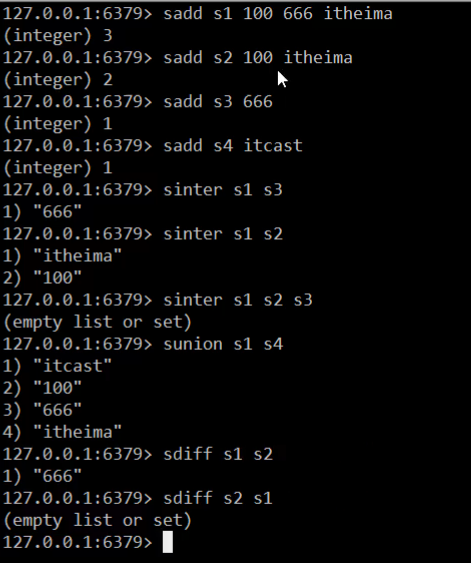 127.0.0.1:6379> sadd s1 100 666 itheima
(integer) 3
127.0.0.1:6379> sadd s2 100 itheima
(integer) 2
127.0.0.1:6379> sadd s3 666
(integer) 1
127.0.0.1:6379> sadd s4 itcast
(integer) 1
127.0.0.1:6379> sinter s1 s3
1) "666"
127.0.0.1:6379> sinter s1 s2
1) "itheima"
2) "100"
127.0.0.1:6379> sinter s1 s2 s3
(empty list or set)
127.0.0.1:6379> sunion s1 s4
1) "itcast"
2) "100"
3) "666"
4) "itheima"
127.0.0.1:6379> sdiff s1 s2
1) "666"
127.0.0.1:6379> sdiff s2 s1
(empty list or set)
127.0.0.1:6379>